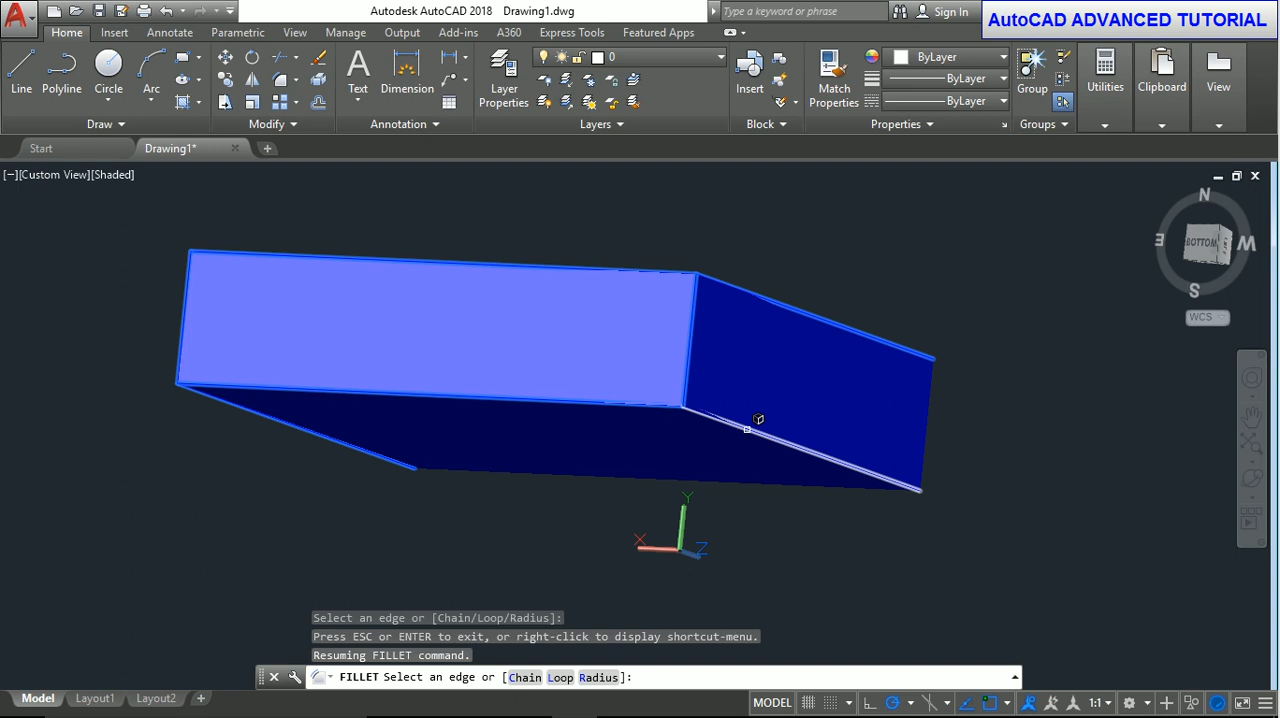 Autodesk AutoCAD 2018 Drawing1.dwg
Type a keyword or phrase
Sign In
AutoCAD ADVANCED TUTORIAL
Home Insert Annotate Parametric View Manage Output Add-ins A360 Express Tools Featured Apps
Line Polyline Circle Arc
Text Dimension
Layer Properties
0
Insert
Match Properties
ByLayer
ByLayer
ByLayer
Group
Utilities Clipboard View
Draw Modify Annotation Layers Block Properties Groups
Start Drawing1*
[−][Custom View][Shaded]
N
E BOTTOM W
S
WCS
Y
X Z
Select an edge or [Chain/Loop/Radius]:
Press ESC or ENTER to exit, or right-click to display shortcut-menu.
Resuming FILLET command.
FILLET Select an edge or [Chain Loop Radius]:
Model Layout1 Layout2
MODEL 1:1